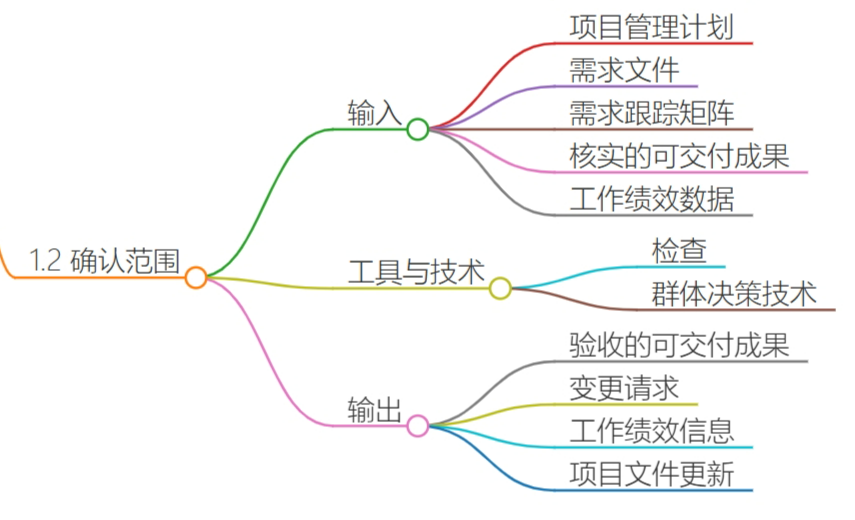 1.2 确认范围
输入
项目管理计划
需求文件
需求跟踪矩阵
核实的可交付成果
工作绩效数据
工具与技术
检查
群体决策技术
输出
验收的可交付成果
变更请求
工作绩效信息
项目文件更新